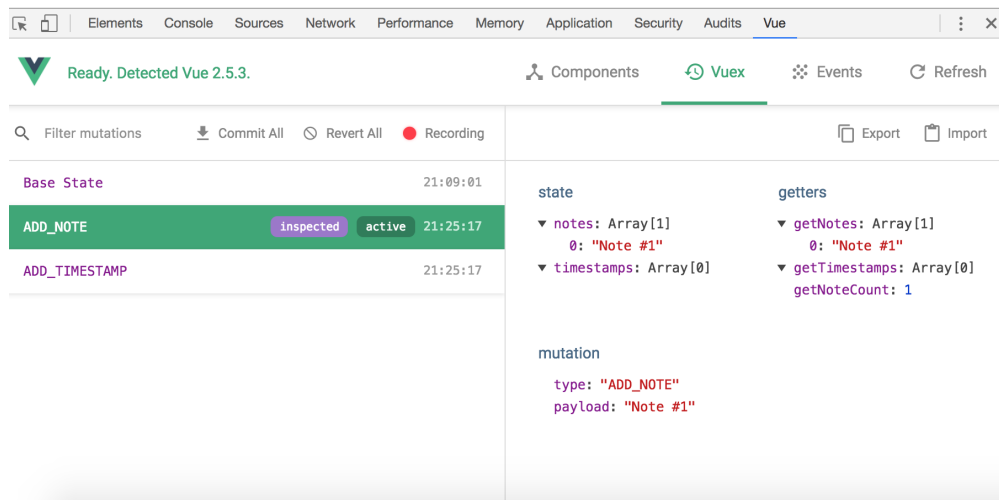 Elements Console Sources Network Performance Memory Application Security Audits Vue
Ready. Detected Vue 2.5.3.
Components Vuex Events Refresh
Filter mutations Commit All Revert All Recording
Export Import
Base State 21:09:01
ADD_NOTE inspected active 21:25:17
ADD_TIMESTAMP 21:25:17
state
notes: Array[1]
0: "Note #1"
timestamps: Array[0]
getters
getNotes: Array[1]
0: "Note #1"
getTimestamps: Array[0]
getNoteCount: 1
mutation
type: "ADD_NOTE"
payload: "Note #1"